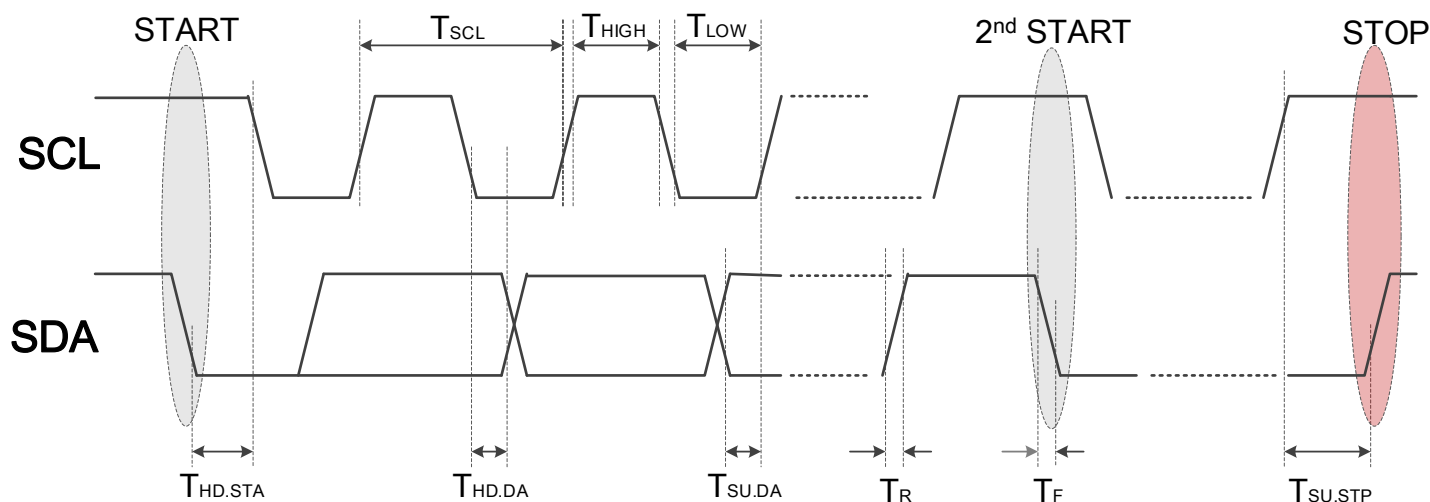 START
TSCL
THIGH
TLOW
2nd START
STOP
SCL
SDA
THD.STA
THD.DA
TSU.DA
TR
TF
TSU.STP